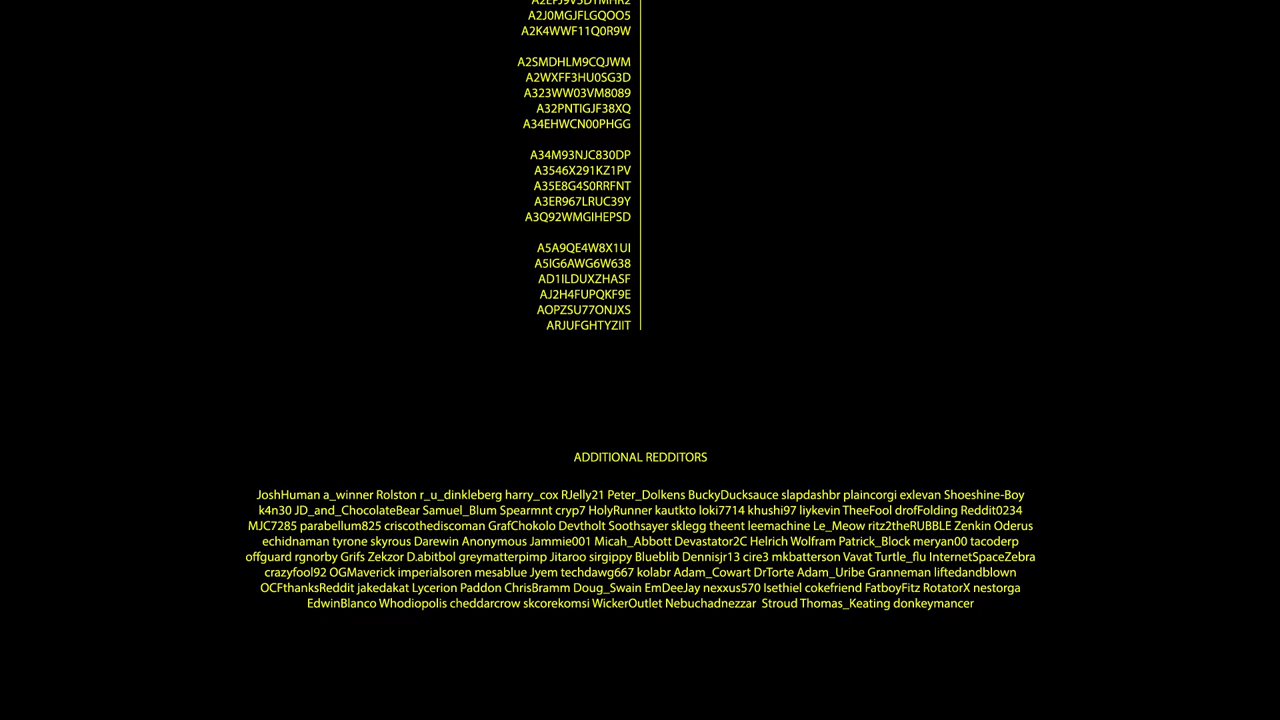 A2J0MGJFLGQOO5
A2K4WWF11Q0R9W
A2SMDHLM9CQJWM
A2WXFF3HU0SG3D
A323WW03VM8089
A32PNTIGJF38XQ
A34EHWCN00PHGG
A34M93NJC830DP
A3546X291KZ1PV
A35E8G4S0RRFNT
A3ER967LRUC39Y
A3Q92WMGIHEPSD
A5A9QE4W8X1UI
A5IG6AWG6W638
AD1ILDUXZHASF
AJ2H4FUPQKF9E
AOPZSU77ONJXS
ARJUFGHTYZIIT
ADDITIONAL REDDITORS
JoshHuman a_winner Rolston r_u_dinkleberg harry_cox RJelly21 Peter_Dolkens BuckyDucksauce slapdashbr plaincorgi exlevan Shoeshine-Boy
k4n30 JD_and_ChocolateBear Samuel_Blum Spearmnt cryp7 HolyRunner kautkto loki7714 khushi97 liykevin TheeFool drofFolding Reddit0234
MJC7285 parabellum825 criscothediscoman GrafChokolo Devtholt Soothsayer sklegg theent leemachine Le_Meow ritz2theRUBBLE Zenkin Oderus
echidnaman tyrone skyrous Darewin Anonymous Jammie001 Micah_Abbott Devastator2C Helrich Wolfram Patrick_Block meryan00 tacoderp
offguard rgnorby Grifs Zekzor D.abitbol greymatterpimp Jitaroo sirgippy Blueblib Dennisjr13 cire3 mkbatterson Vavat Turtle_flu InternetSpaceZebra
crazyfool92 OGMaverick imperialsoren mesablue Jyem techdawg667 kolabr Adam_Cowart DrTorte Adam_Uribe Granneman liftedandblown
OCFthanksReddit jakedakat Lycerion Paddon ChrisBramm Doug_Swain EmDeeJay nexxus570 Isethiel cokefriend FatboyFitz RotatorX nestorga
EdwinBlanco Whodiopolis cheddarcrow skcorekomsi WickerOutlet Nebuchadnezzar Stroud Thomas_Keating donkeymancer